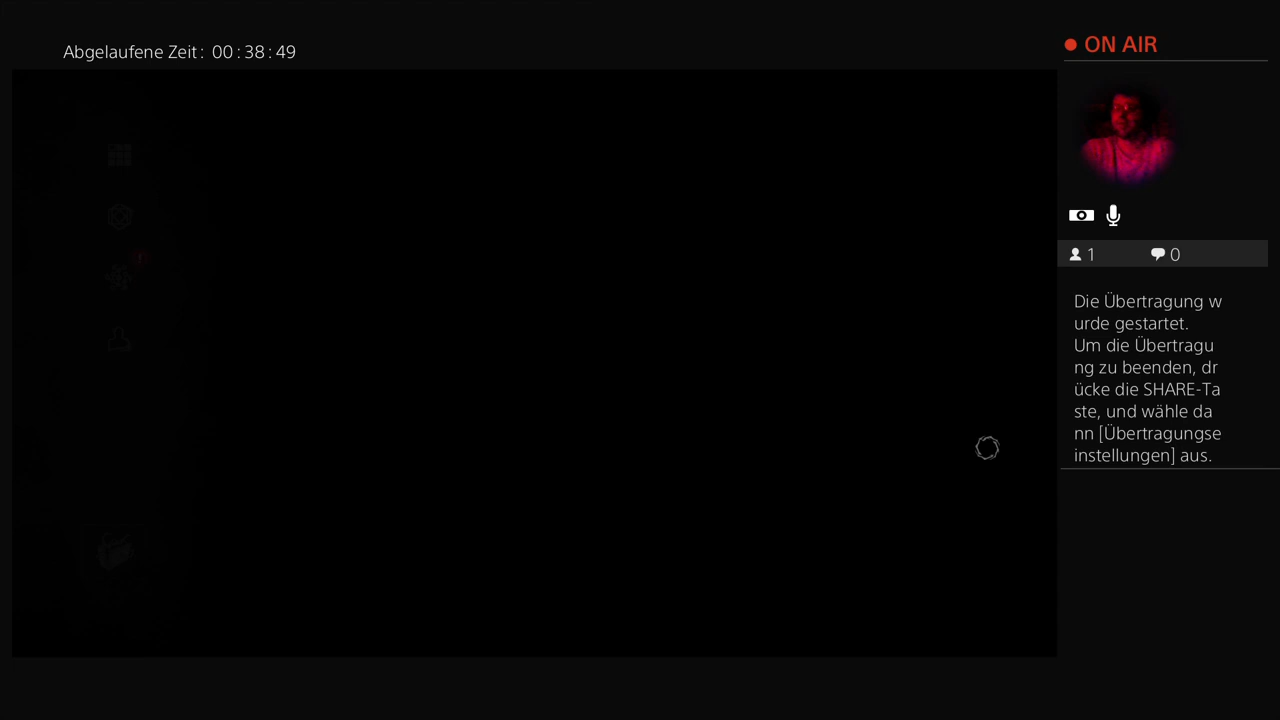 Abgelaufene Zeit: 00:38:49
ON AIR
1 0
Die Übertragung w
urde gestartet.
Um die Übertragu
ng zu beenden, dr
ücke die SHARE-Ta
ste, und wähle da
nn [Übertragungse
instellungen] aus.